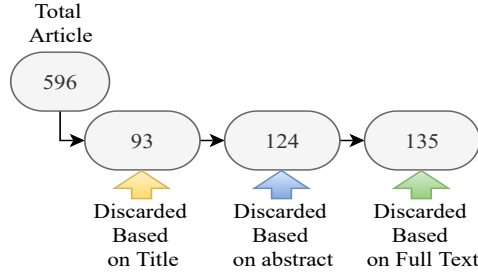 Total
Article
596
93
124
135
Discarded
Based
on Title
Discarded
Based
on abstract
Discarded
Based
on Full Text